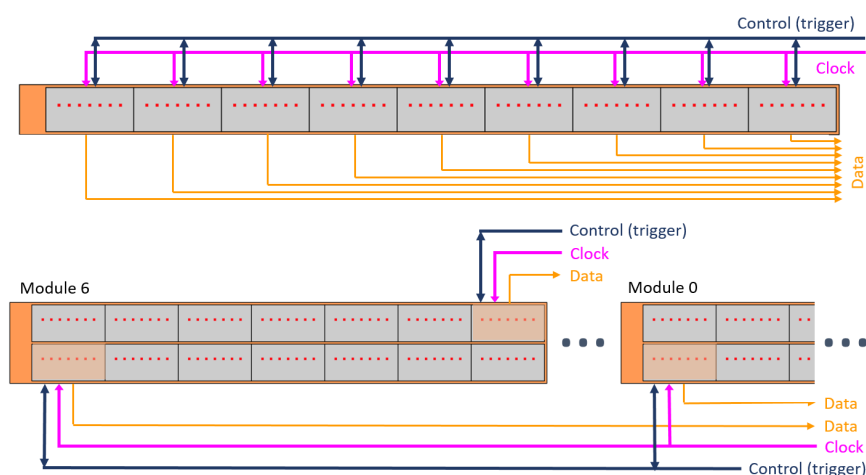 Control (trigger)
Clock
Data
Control (trigger)
Clock
Data
Module 6
Module 0
Data
Data
Clock
Control (trigger)